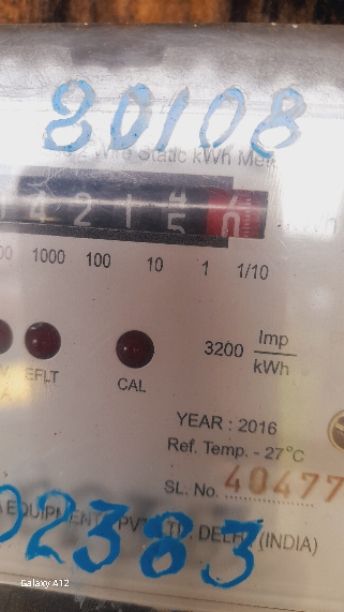 80108
Wire Static kWh Me
4 2 1 5 0
1000 100 10 1 1/10
3200 Imp/kWh
EFLT
CAL
YEAR : 2016
Ref. Temp. - 27°C
SL. No. 40477
EQUIPMENT PVT LTD. DELHI (INDIA)
02383
Galaxy A12